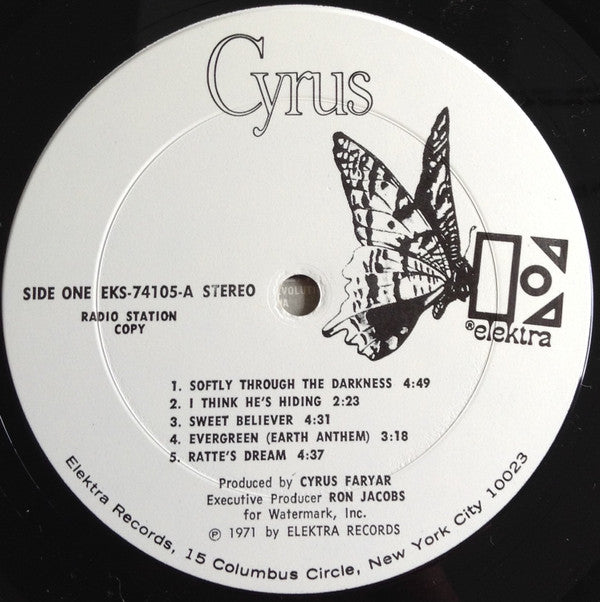 Cyrus
SIDE ONE EKS-74105-A STEREO
RADIO STATION
COPY
®elektra
1. SOFTLY THROUGH THE DARKNESS 4:49
2. I THINK HE'S HIDING 2:23
3. SWEET BELIEVER 4:31
4. EVERGREEN (EARTH ANTHEM) 3:18
5. RATTE'S DREAM 4:37
Produced by CYRUS FARYAR
Executive Producer RON JACOBS
for Watermark, Inc.
℗ 1971 by ELEKTRA RECORDS
Elektra Records, 15 Columbus Circle, New York City 10023